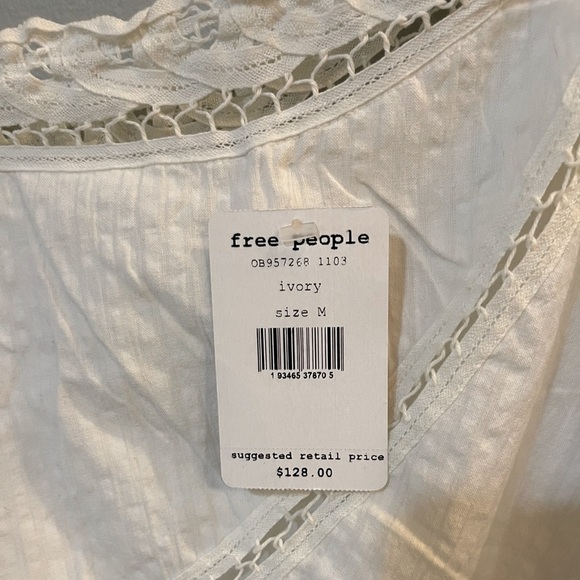 free people
OB957268 1103
ivory
size M
1 93465 37870 5
suggested retail price
$128.00